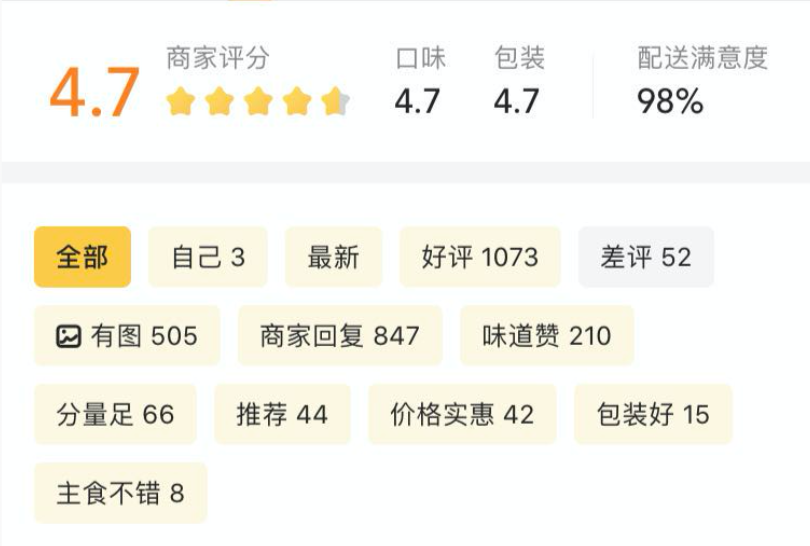 4.7 商家评分 口味 4.7 包装 4.7 配送满意度 98%
全部 自己 3 最新 好评 1073 差评 52
有图 505 商家回复 847 味道赞 210
分量足 66 推荐 44 价格实惠 42 包装好 15
主食不错 8